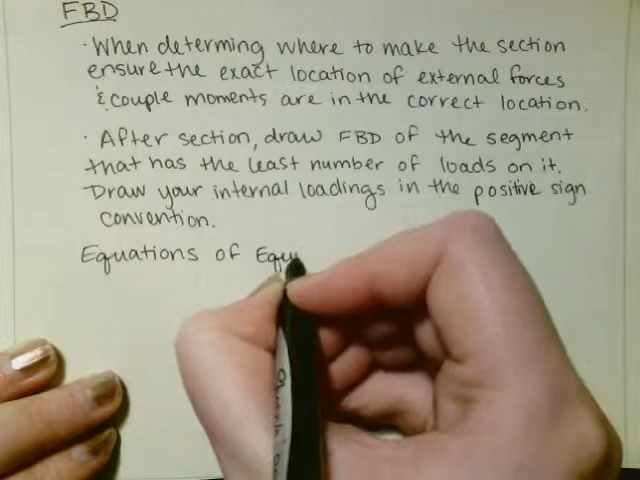 FBD
· When determining where to make the section
ensure the exact location of external forces
& couple moments are in the correct location.
· After section, draw FBD of the segment
that has the least number of loads on it.
Draw your internal loadings in the positive sign
convention.
Equations of Equ